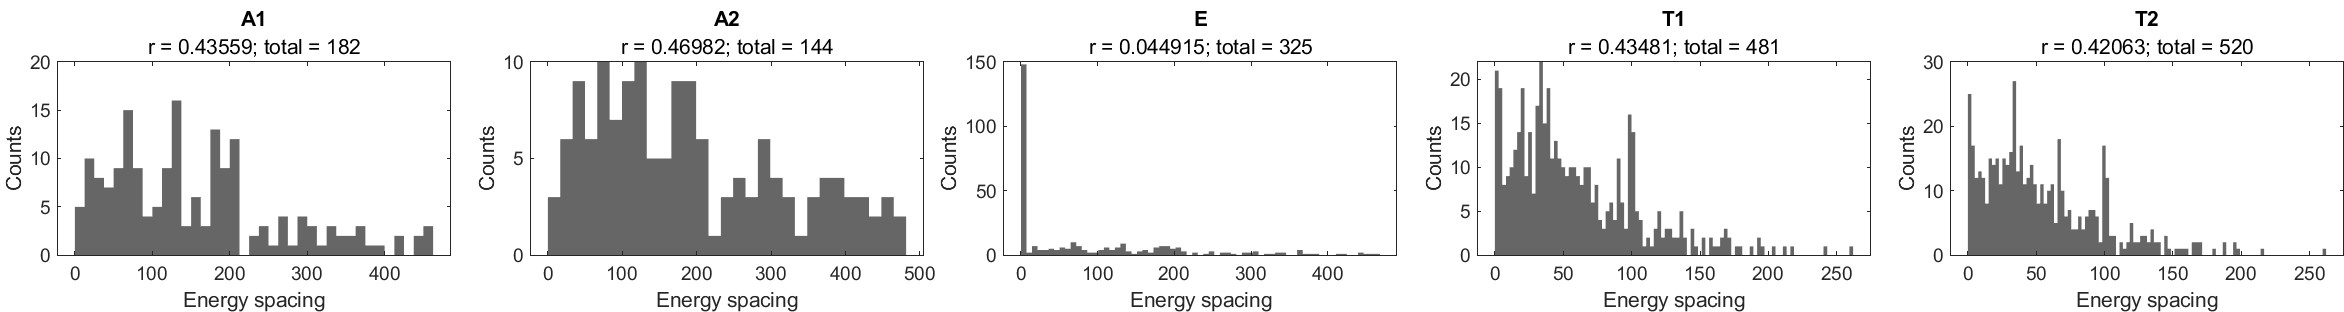 A1
r = 0.43559; total = 182
20
15
10
5
0
Counts
0 100 200 300 400
Energy spacing
A2
r = 0.46982; total = 144
10
5
0
Counts
0 100 200 300 400 500
Energy spacing
E
r = 0.044915; total = 325
150
100
50
0
Counts
0 100 200 300 400
Energy spacing
T1
r = 0.43481; total = 481
20
15
10
5
0
Counts
0 50 100 150 200 250
Energy spacing
T2
r = 0.42063; total = 520
30
20
10
0
Counts
0 50 100 150 200 250
Energy spacing